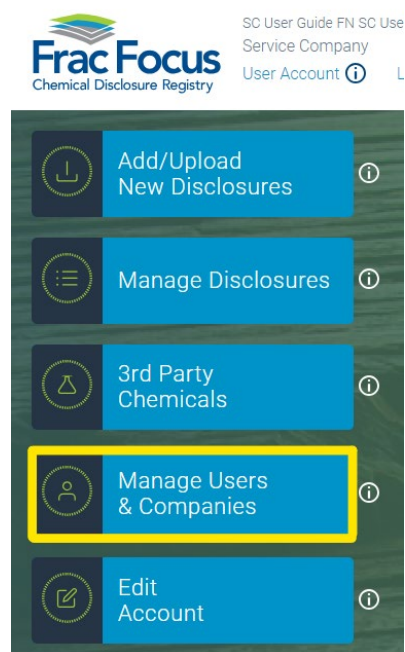 Frac Focus
Chemical Disclosure Registry
SC User Guide FN SC Use
Service Company
User Account
L
Add/Upload
New Disclosures
Manage Disclosures
3rd Party
Chemicals
Manage Users
& Companies
Edit
Account